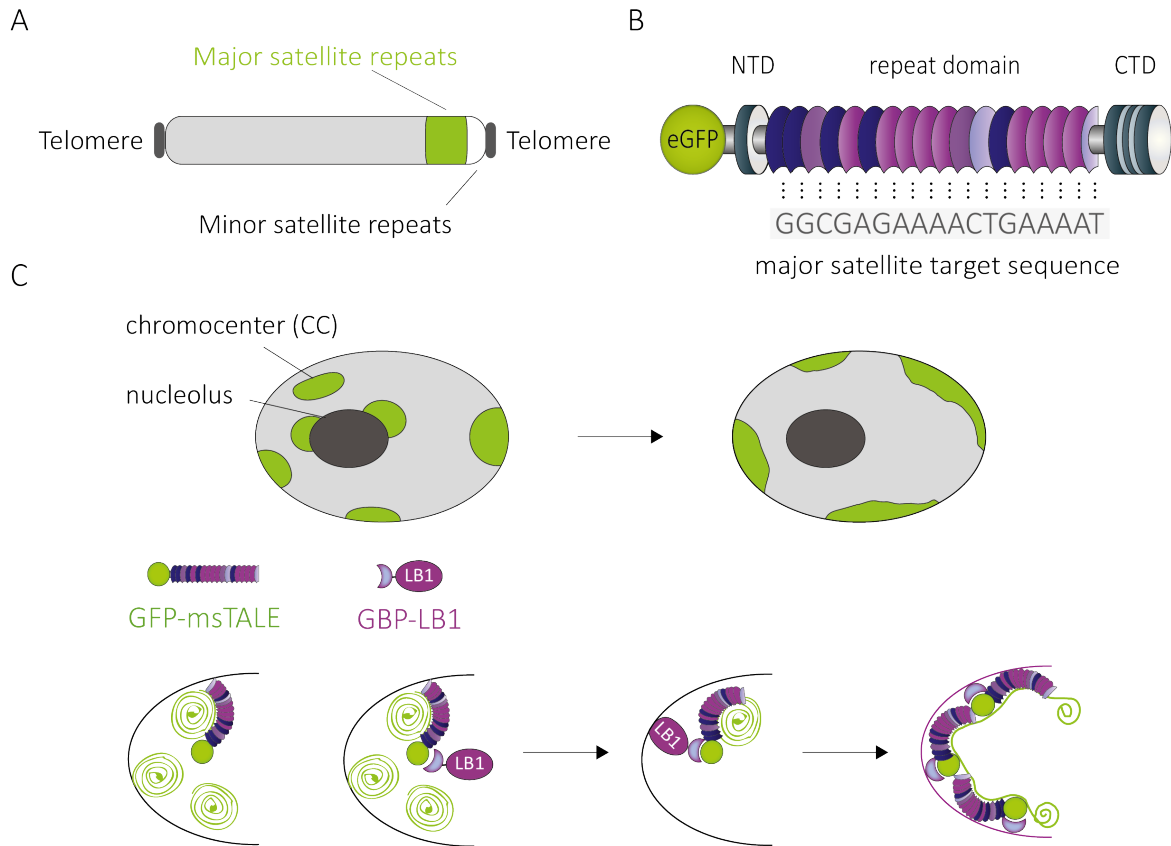 A
Major satellite repeats
Telomere
Telomere
Minor satellite repeats
B
NTD
repeat domain
CTD
eGFP
GGCGAGAAAACTGAAAAT
major satellite target sequence
C
chromocenter (CC)
nucleolus
LB1
GFP-msTALE
GBP-LB1
LB1
LB1